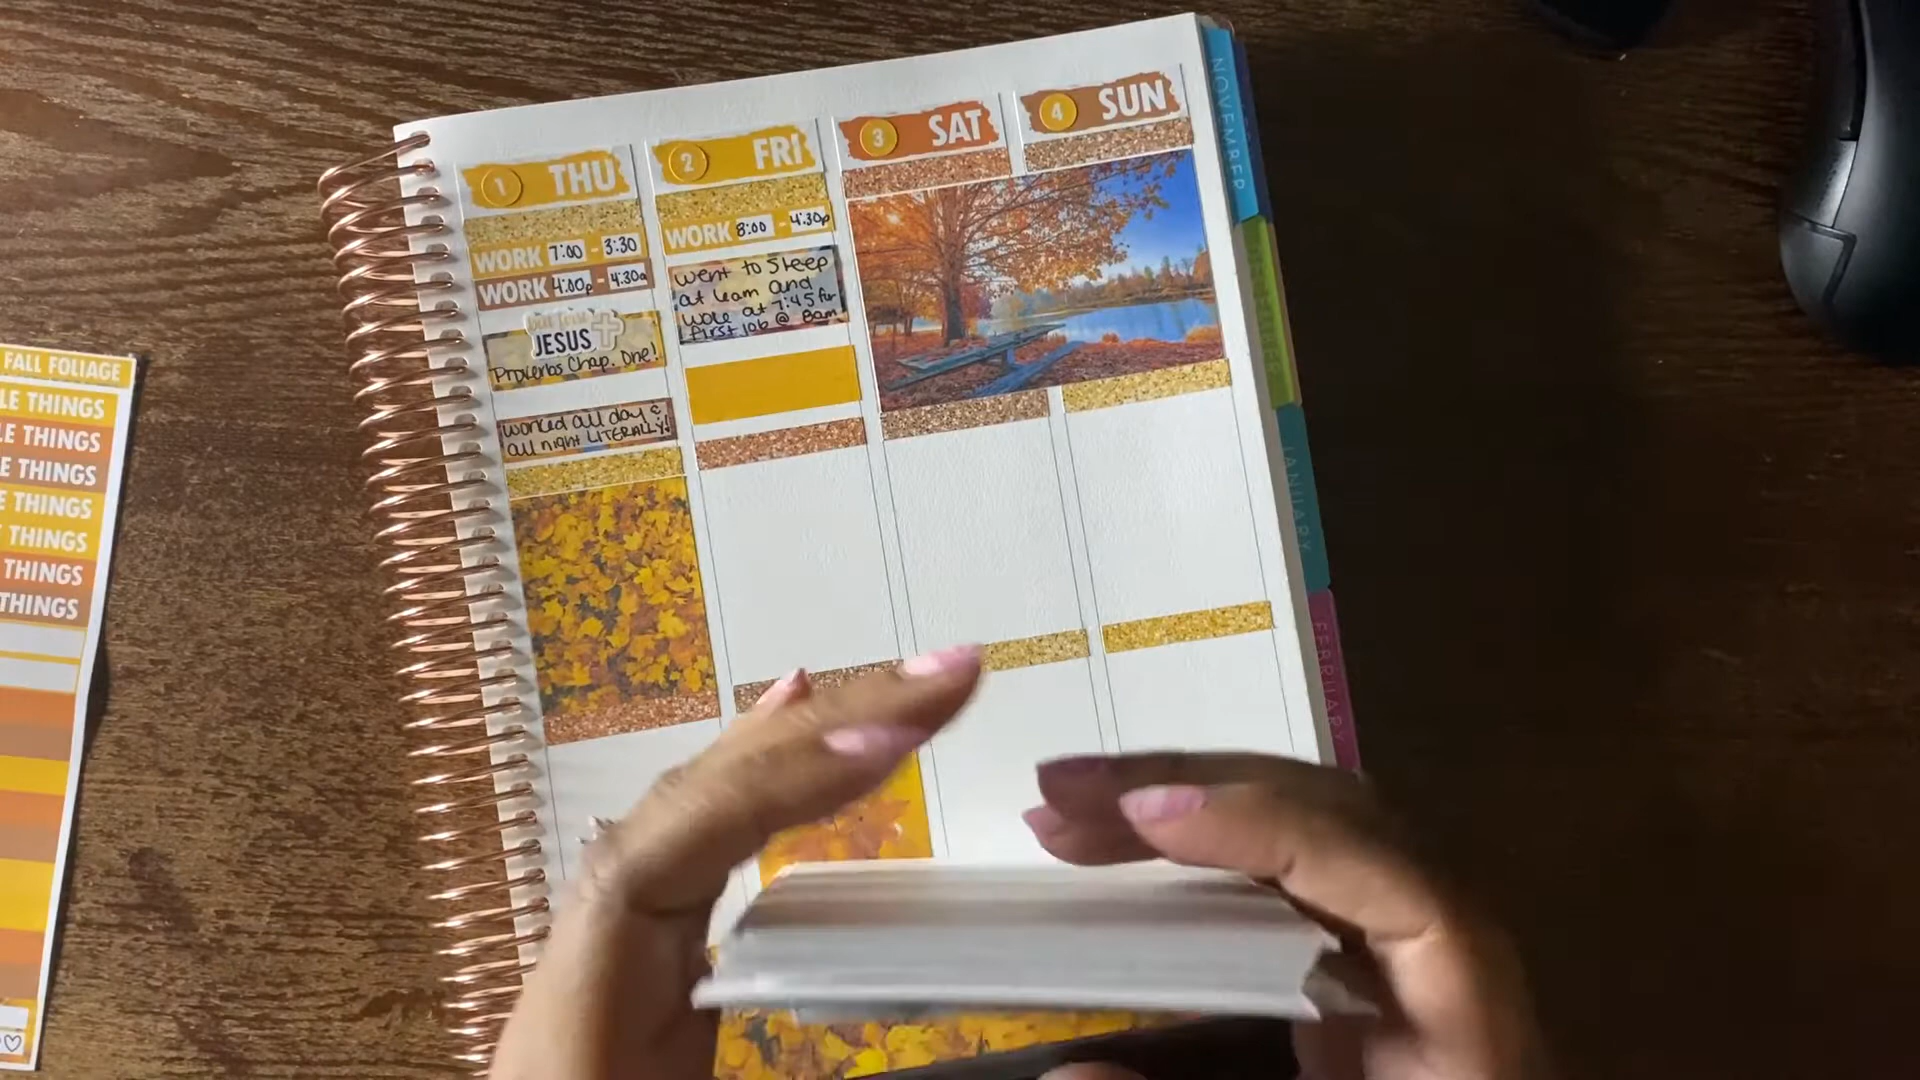 1 THU
2 FRI
3 SAT
4 SUN
WORK 7:00 - 3:30
WORK 4:00p - 4:30a
but first
JESUS
Proverbs Chap. One!
worked all day &
all night LITERALLY!
WORK 8:00 - 4:30p
went to sleep
at 6am and
woke at 7:45 for
first job @ 8am
FALL FOLIAGE
LE THINGS
LE THINGS
E THINGS
E THINGS
THINGS
THINGS
THINGS
NOVEMBER
JANUARY
FEBRUARY